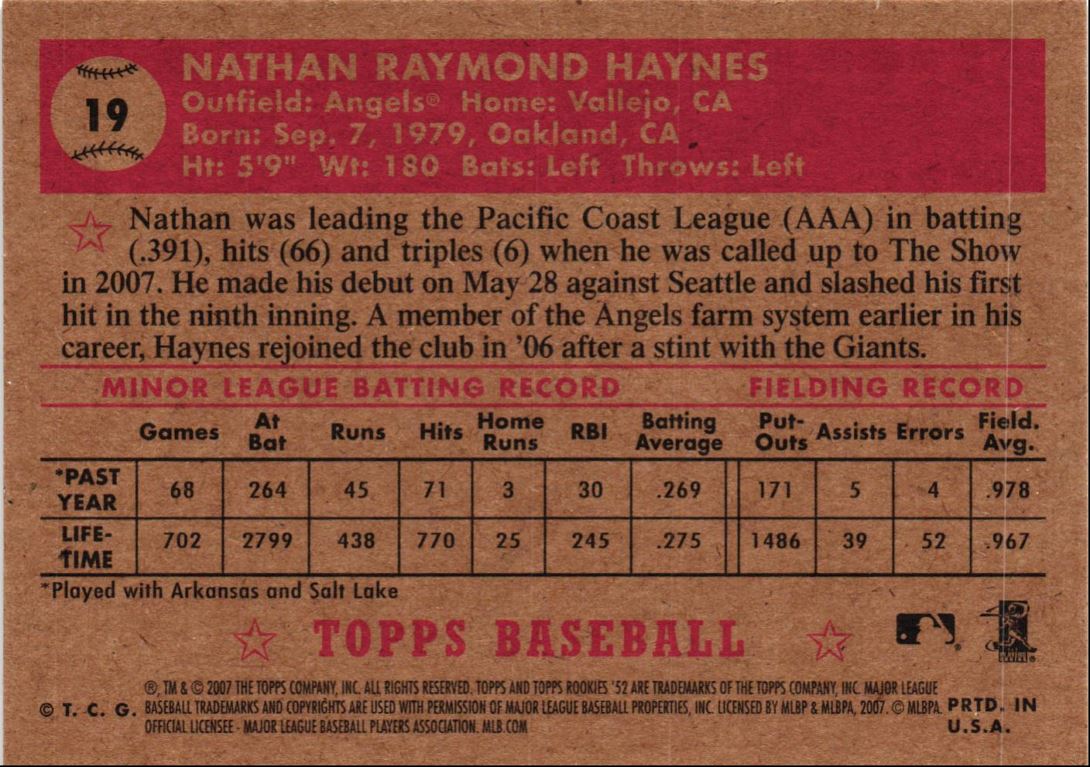 19
NATHAN RAYMOND HAYNES
Outfield: Angels® Home: Vallejo, CA
Born: Sep. 7, 1979, Oakland, CA
Ht: 5'9" Wt: 180 Bats: Left Throws: Left
Nathan was leading the Pacific Coast League (AAA) in batting
(.391), hits (66) and triples (6) when he was called up to The Show
in 2007. He made his debut on May 28 against Seattle and slashed his first
hit in the ninth inning. A member of the Angels farm system earlier in his
career, Haynes rejoined the club in '06 after a stint with the Giants.
MINOR LEAGUE BATTING RECORD FIELDING RECORD
Games At Bat Runs Hits Home Runs RBI Batting Average Put-Outs Assists Errors Field. Avg.
*PAST YEAR 68 264 45 71 3 30 .269 171 5 4 .978
LIFE-TIME 702 2799 438 770 25 245 .275 1486 39 52 .967
*Played with Arkansas and Salt Lake
TOPPS BASEBALL
®, TM & © 2007 THE TOPPS COMPANY, INC. ALL RIGHTS RESERVED. TOPPS AND TOPPS ROOKIES '52 ARE TRADEMARKS OF THE TOPPS COMPANY, INC. MAJOR LEAGUE
© T. C. G. BASEBALL TRADEMARKS AND COPYRIGHTS ARE USED WITH PERMISSION OF MAJOR LEAGUE BASEBALL PROPERTIES, INC. LICENSED BY MLBP & MLBPA, 2007. © MLBPA. PRTD. IN
OFFICIAL LICENSEE - MAJOR LEAGUE BASEBALL PLAYERS ASSOCIATION. MLB.COM U.S.A.